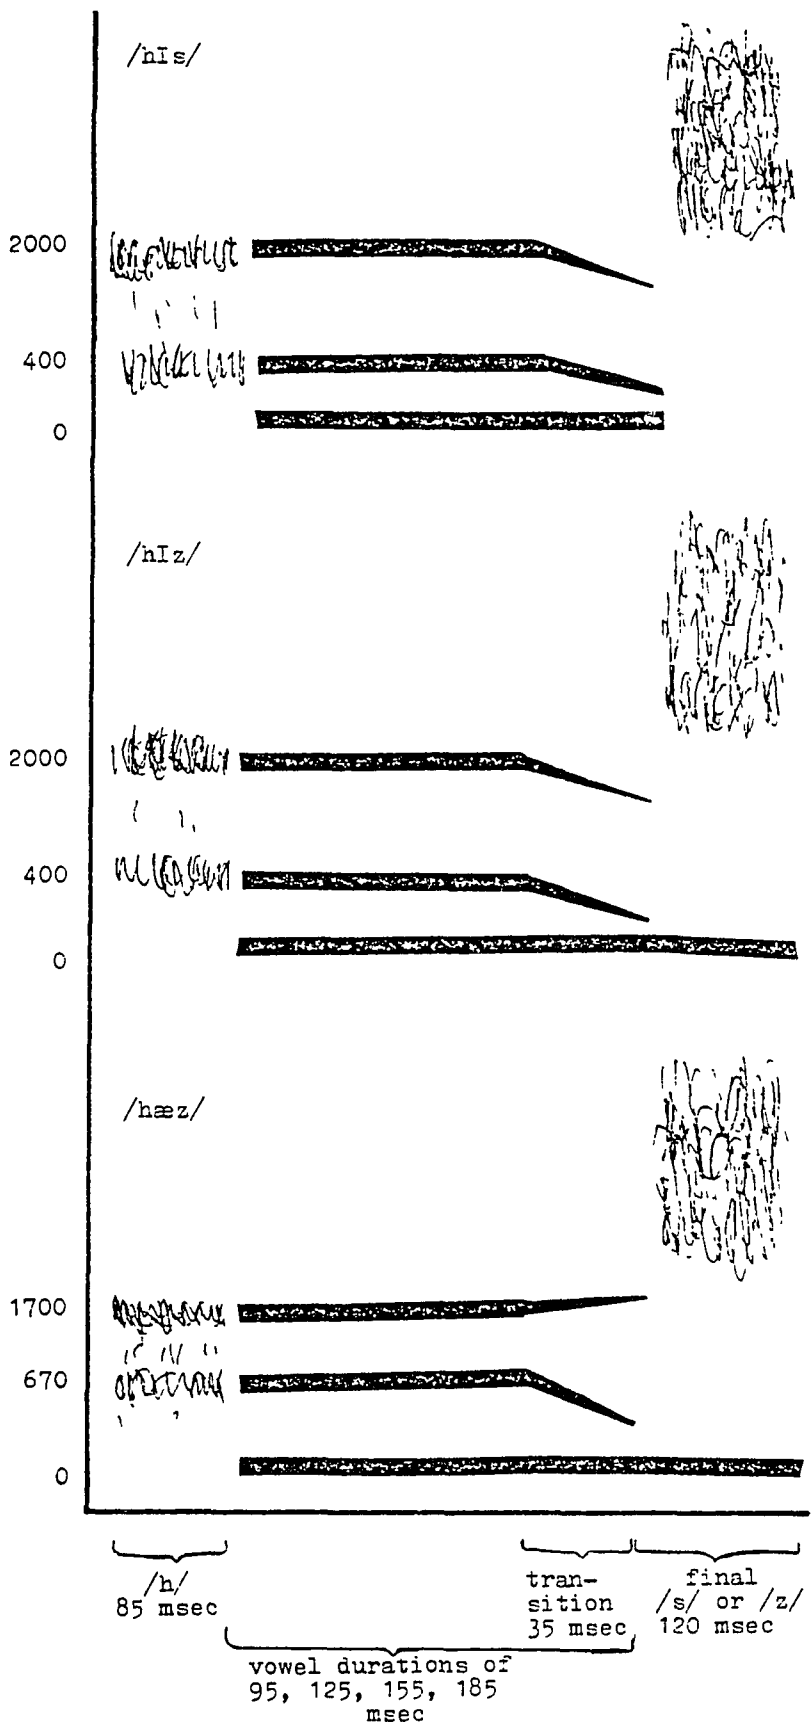 /hIs/
2000
400
0
/hIz/
2000
400
0
/hæz/
1700
670
0
/h/
85 msec
tran-
sition
35 msec
final
/s/ or /z/
120 msec
vowel durations of
95, 125, 155, 185
msec